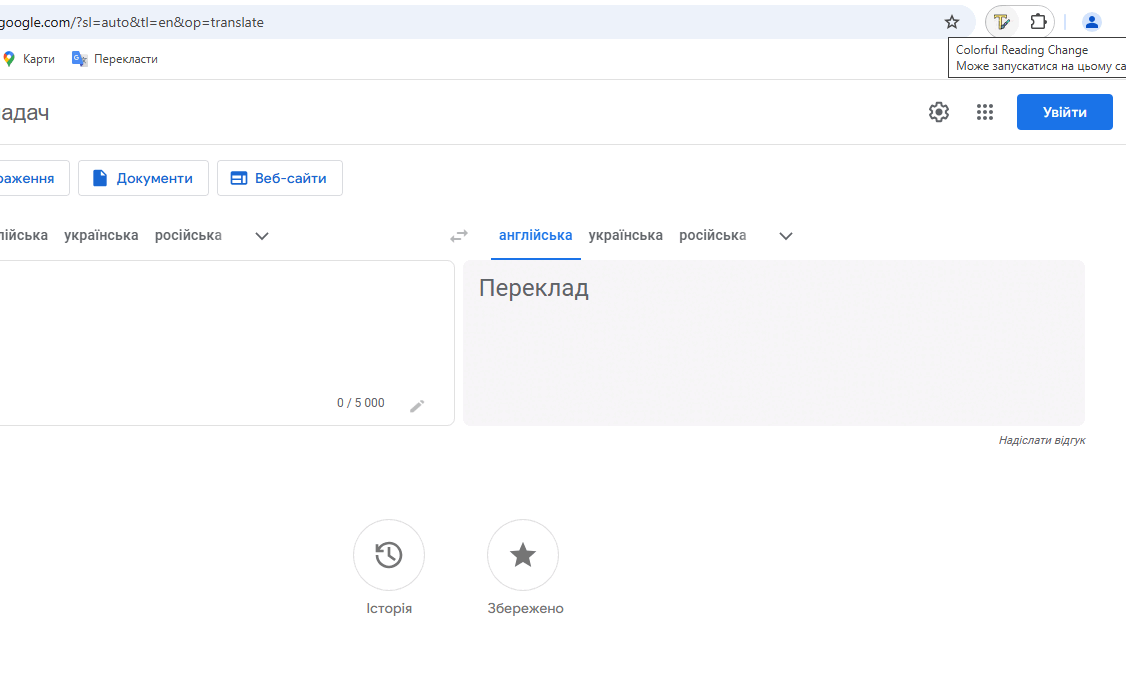 google.com/?sl=auto&tl=en&op=translate
Colorful Reading Change
Може запускатися на цьому са
Карти Перекласти
адач
Увійти
раження Документи Веб-сайти
лійська українська російська англійська українська російська
Переклад
0 / 5 000
Надіслати відгук
Історія Збережено